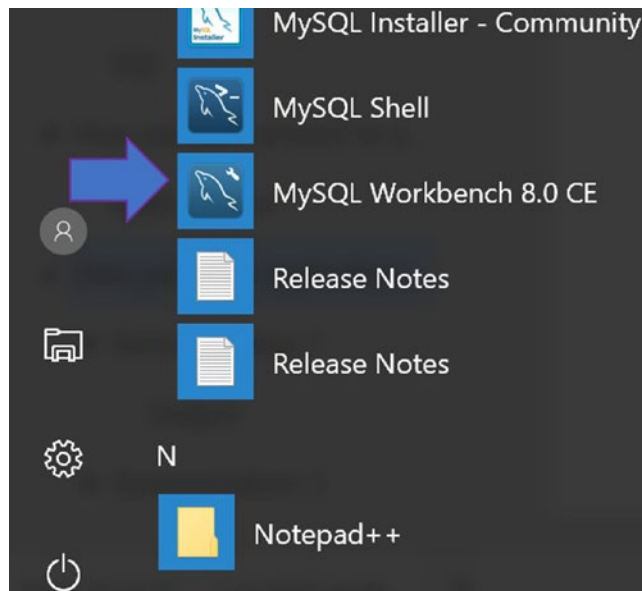 MySQL Installer - Community
MySQL Shell
MySQL Workbench 8.0 CE
Release Notes
Release Notes
N
Notepad++